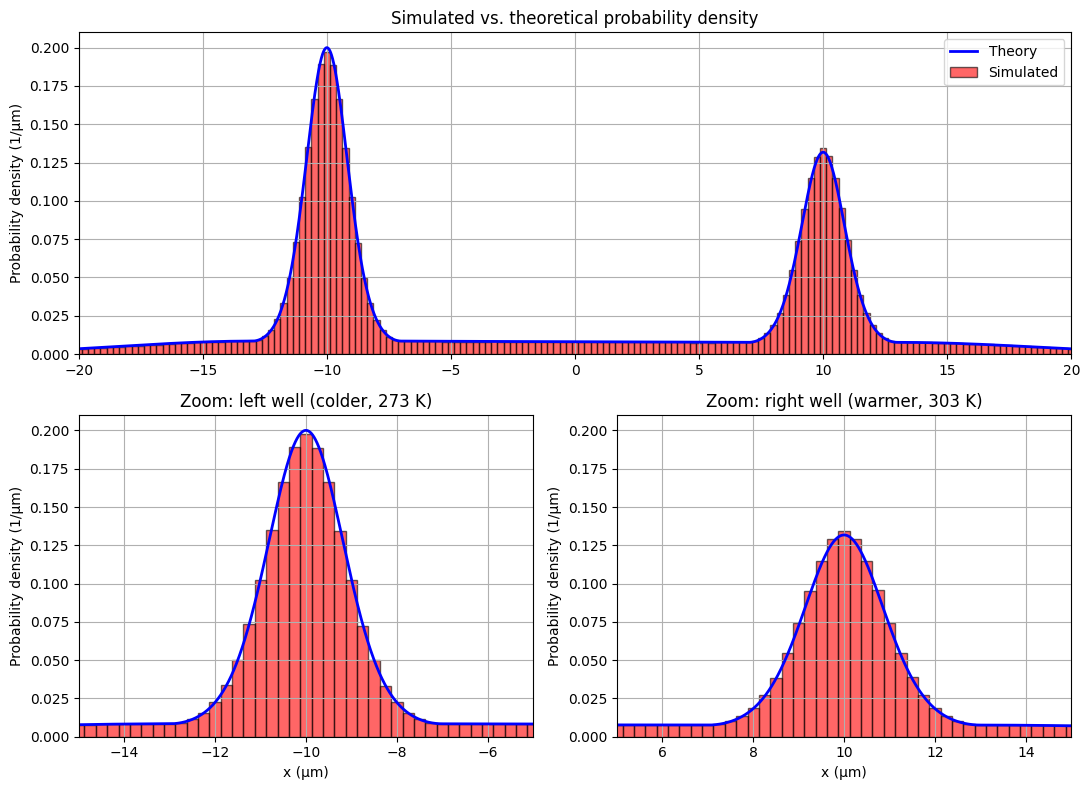 Simulated vs. theoretical probability density
Probability density (1/μm)
0.200
0.175
0.150
0.125
0.100
0.075
0.050
0.025
0.000
−20 −15 −10 −5 0 5 10 15 20
Theory
Simulated
Zoom: left well (colder, 273 K)
Probability density (1/μm)
0.200
0.175
0.150
0.125
0.100
0.075
0.050
0.025
0.000
−14 −12 −10 −8 −6
x (μm)
Zoom: right well (warmer, 303 K)
Probability density (1/μm)
0.200
0.175
0.150
0.125
0.100
0.075
0.050
0.025
0.000
6 8 10 12 14
x (μm)